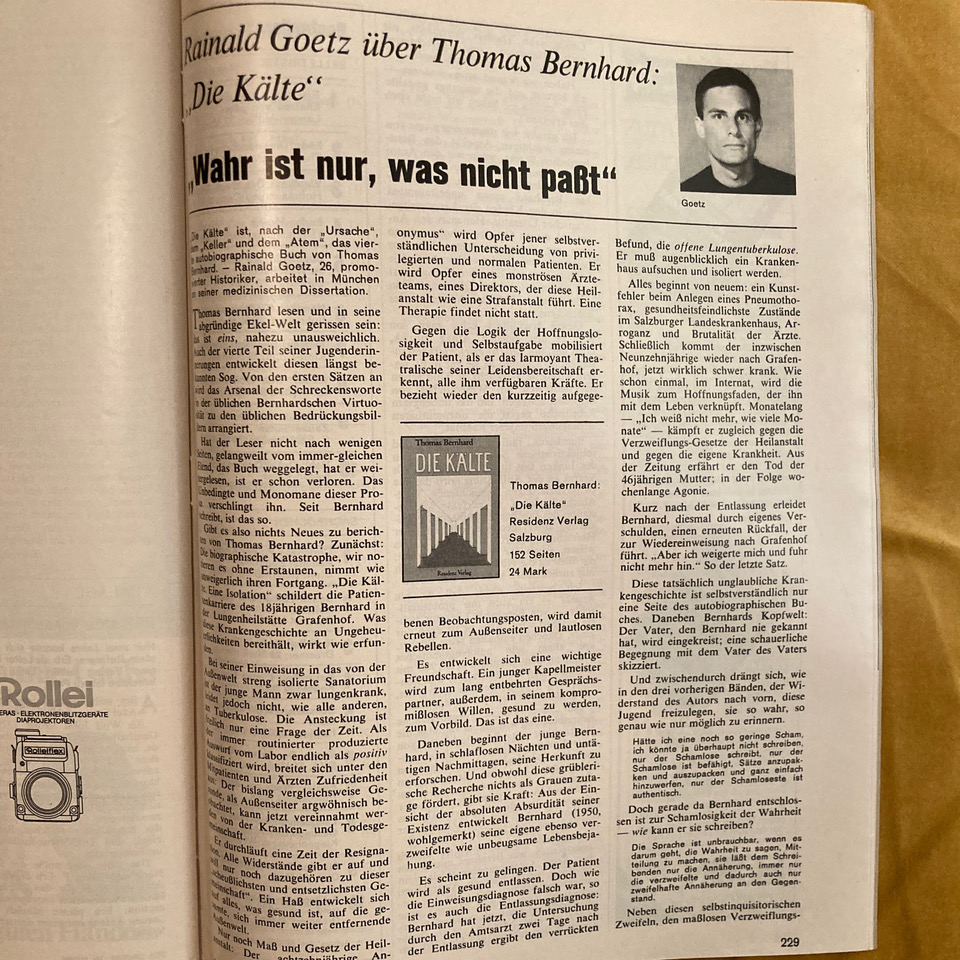 Rainald Goetz über Thomas Bernhard:
„Die Kälte“
„Wahr ist nur, was nicht paßt“
Goetz
Die Kälte“ ist, nach der „Ursache“,
„Keller“ und dem „Atem“, das vier-
autobiographische Buch von Thomas
Bernhard. — Rainald Goetz, 26, promo-
vierter Historiker, arbeitet in München
seiner medizinischen Dissertation.
Thomas Bernhard lesen und in seine
abgründige Ekel-Welt gerissen sein:
das ist eins, nahezu unausweichlich.
Auch der vierte Teil seiner Jugenderin-
nerungen entwickelt diesen längst be-
kannten Sog. Von den ersten Sätzen an
wird das Arsenal der Schreckensworte
der üblichen Bernhardschen Virtuo-
sität zu den üblichen Bedrückungsbil-
dern arrangiert.
Hat der Leser nicht nach wenigen
Seiten, gelangweilt vom immer-gleichen
Elend, das Buch weggelegt, hat er wei-
tergelesen, ist er schon verloren. Das
Unbedingte und Monomane dieser Pro-
verschlingt ihn. Seit Bernhard
schreibt, ist das so.
Gibt es also nichts Neues zu berich-
ten von Thomas Bernhard? Zunächst:
Die biographische Katastrophe, wir no-
tieren es ohne Erstaunen, nimmt wie
unweigerlich ihren Fortgang. „Die Käl-
Eine Isolation“ schildert die Patien-
tenkarriere des 18jährigen Bernhard in
Lungenheilstätte Grafenhof. Was
diese Krankengeschichte an Ungeheu-
erlichkeiten bereithält, wirkt wie erfun-
Bei seiner Einweisung in das von der
Außenwelt streng isolierte Sanatorium
der junge Mann zwar lungenkrank,
jedoch nicht, wie alle anderen,
Tuberkulose. Die Ansteckung ist
freilich nur eine Frage der Zeit. Als
immer routinierter produzierte
Auswurf vom Labor endlich als positiv
klassifiziert wird, breitet sich unter den
Mitpatienten und Ärzten Zufriedenheit
Der bislang vergleichsweise Ge-
als Außenseiter argwöhnisch be-
kann jetzt vereinnahmt wer-
von der Kranken- und Todesge-
meinschaft.
Er durchläuft eine Zeit der Resigna-
Alle Widerstände gibt er auf und
nur noch dazugehören zu dieser
scheußlichsten und entsetzlichsten Ge-
Ein Haß entwickelt sich
alles, was gesund ist, auf die ge-
sich immer weiter entfernende
Außenwelt.
Nur noch Maß und Gesetz der Heil-
Der achtzehnjährige An-
onymus“ wird Opfer jener selbstver-
ständlichen Unterscheidung von privi-
legierten und normalen Patienten. Er
wird Opfer eines monströsen Ärzte-
teams, eines Direktors, der diese Heil-
anstalt wie eine Strafanstalt führt. Eine
Therapie findet nicht statt.
Gegen die Logik der Hoffnungslo-
sigkeit und Selbstaufgabe mobilisiert
der Patient, als er das larmoyant Thea-
tralische seiner Leidensbereitschaft er-
kennt, alle ihm verfügbaren Kräfte. Er
bezieht wieder den kurzzeitig aufgege-
Thomas Bernhard
DIE KÄLTE
Residenz Verlag
Thomas Bernhard:
„Die Kälte“
Residenz Verlag
Salzburg
152 Seiten
24 Mark
benen Beobachtungsposten, wird damit
erneut zum Außenseiter und lautlosen
Rebellen.
Es entwickelt sich eine wichtige
Freundschaft. Ein junger Kapellmeister
wird zum lang entbehrten Gesprächs-
partner, außerdem, in seinem kompro-
mißlosen Willen, gesund zu werden,
zum Vorbild. Das ist das eine.
Daneben beginnt der junge Bern-
hard, in schlaflosen Nächten und untä-
tigen Nachmittagen, seine Herkunft zu
erforschen. Und obwohl diese grübleri-
sche Recherche nichts als Grauen zuta-
ge fördert, gibt sie Kraft: Aus der Ein-
sicht der absoluten Absurdität seiner
Existenz entwickelt Bernhard (1950,
wohlgemerkt) seine eigene ebenso ver-
zweifelte wie unbeugsame Lebensbeja-
hung.
Es scheint zu gelingen. Der Patient
wird als gesund entlassen. Doch wie
die Einweisungsdiagnose falsch war, so
ist es auch die Entlassungsdiagnose:
Bernhard hat jetzt, die Untersuchung
durch den Amtsarzt zwei Tage nach
der Entlassung ergibt den verrückten
Befund, die offene Lungentuberkulose.
Er muß augenblicklich ein Kranken-
haus aufsuchen und isoliert werden.
Alles beginnt von neuem: ein Kunst-
fehler beim Anlegen eines Pneumotho-
rax, gesundheitsfeindlichste Zustände
im Salzburger Landeskrankenhaus, Ar-
roganz und Brutalität der Ärzte.
Schließlich kommt der inzwischen
Neunzehnjährige wieder nach Grafen-
hof, jetzt wirklich schwer krank. Wie
schon einmal, im Internat, wird die
Musik zum Hoffnungsfaden, der ihn
mit dem Leben verknüpft. Monatelang
— „Ich weiß nicht mehr, wie viele Mo-
nate“ — kämpft er zugleich gegen die
Verzweiflungs-Gesetze der Heilanstalt
und gegen die eigene Krankheit. Aus
der Zeitung erfährt er den Tod der
46jährigen Mutter; in der Folge wo-
chenlange Agonie.
Kurz nach der Entlassung erleidet
Bernhard, diesmal durch eigenes Ver-
schulden, einen erneuten Rückfall, der
zur Wiedereinweisung nach Grafenhof
führt. „Aber ich weigerte mich und fuhr
nicht mehr hin.“ So der letzte Satz.
Diese tatsächlich unglaubliche Kran-
kengeschichte ist selbstverständlich nur
eine Seite des autobiographischen Bu-
ches. Daneben Bernhards Kopfwelt:
Der Vater, den Bernhard nie gekannt
hat, wird eingekreist; eine schauerliche
Begegnung mit dem Vater des Vaters
skizziert.
Und zwischendurch drängt sich, wie
in den drei vorherigen Bänden, der Wi-
derstand des Autors nach vorn, diese
Jugend freizulegen, sie so wahr, so
genau wie nur möglich zu erinnern.
Hätte ich eine noch so geringe Scham,
ich könnte ja überhaupt nicht schreiben,
nur der Schamlose schreibt, nur der
Schamlose ist befähigt, Sätze anzupak-
ken und auszupacken und ganz einfach
hinzuwerfen, nur der Schamloseste ist
authentisch.
Doch gerade da Bernhard entschlos-
sen ist zur Schamlosigkeit der Wahrheit
— wie kann er sie schreiben?
Die Sprache ist unbrauchbar, wenn es
darum geht, die Wahrheit zu sagen, Mit-
teilung zu machen, sie läßt dem Schrei-
benden nur die Annäherung, immer nur
die verzweifelte und dadurch auch nur
zweifelhafte Annäherung an den Gegen-
stand.
Neben diesen selbstinquisitorischen
Zweifeln, den maßlosen Verzweiflungs-
229
Rollei
ERAS · ELEKTRONENBLITZGERÄTE
DIAPROJEKTOREN
Rolleiflex